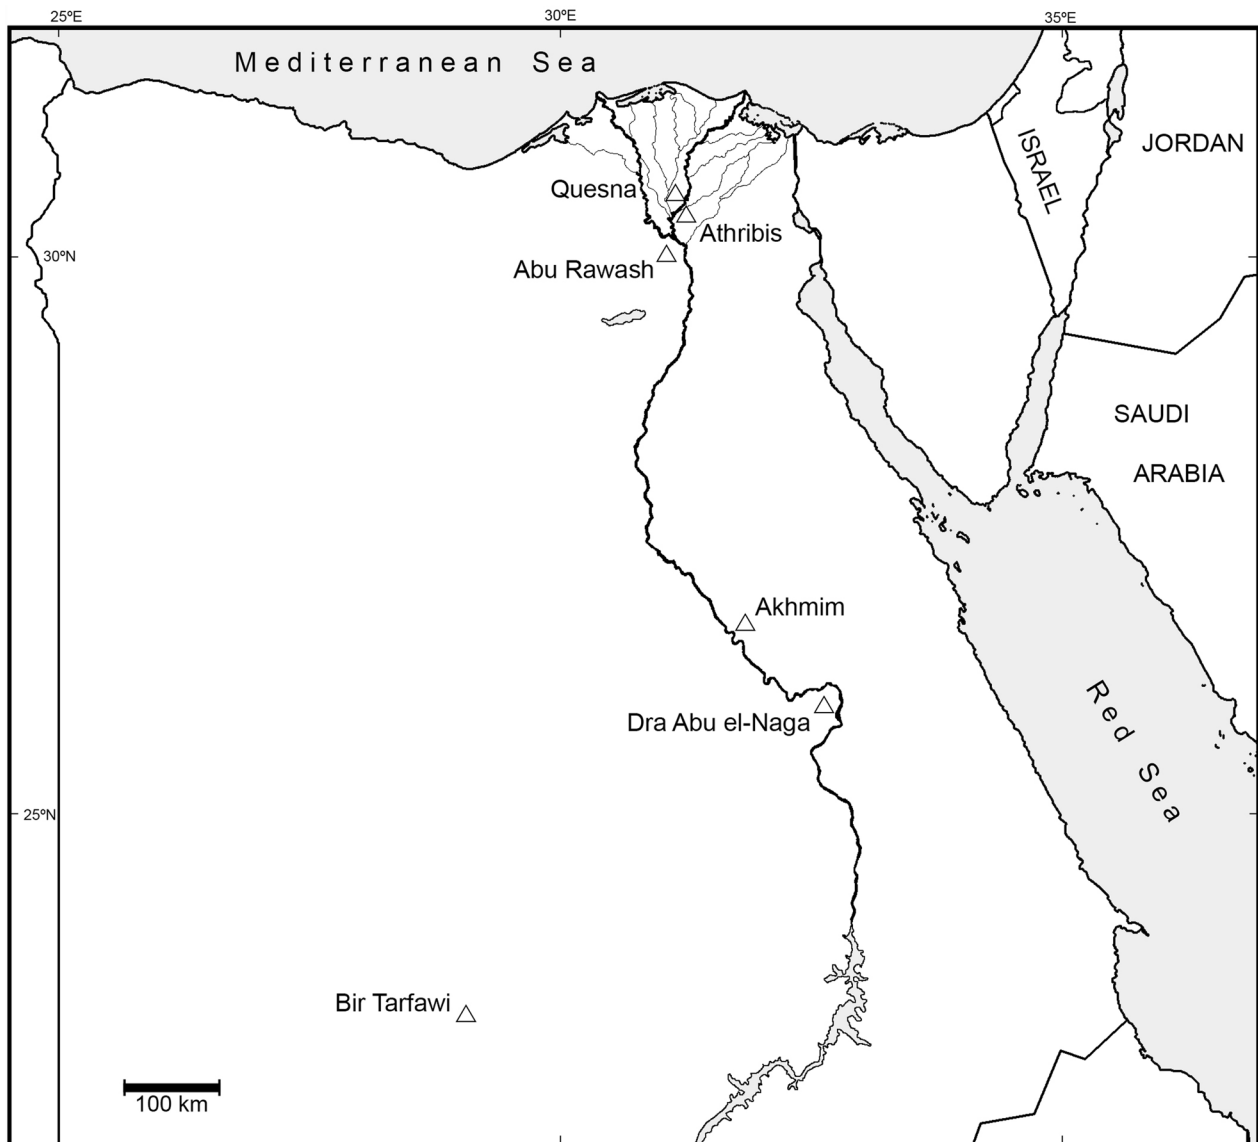 25ºE
30ºE
35ºE
Mediterranean Sea
JORDAN
ISRAEL
Quesna
Athribis
30ºN
Abu Rawash
SAUDI
ARABIA
Akhmim
Red Sea
Dra Abu el-Naga
25ºN
Bir Tarfawi
100 km